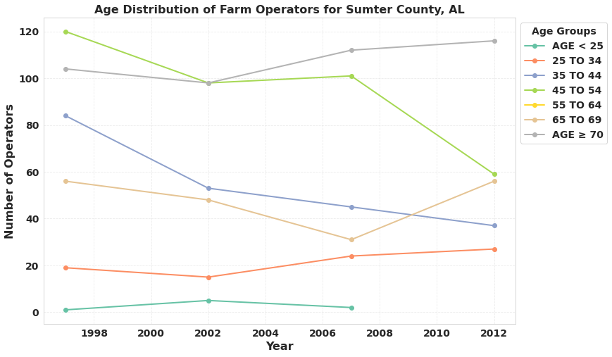 Age Distribution of Farm Operators for Sumter County, AL
Number of Operators
120
100
80
60
40
20
0
1998 2000 2002 2004 2006 2008 2010 2012
Year
Age Groups
AGE < 25
25 TO 34
35 TO 44
45 TO 54
55 TO 64
65 TO 69
AGE ≥ 70